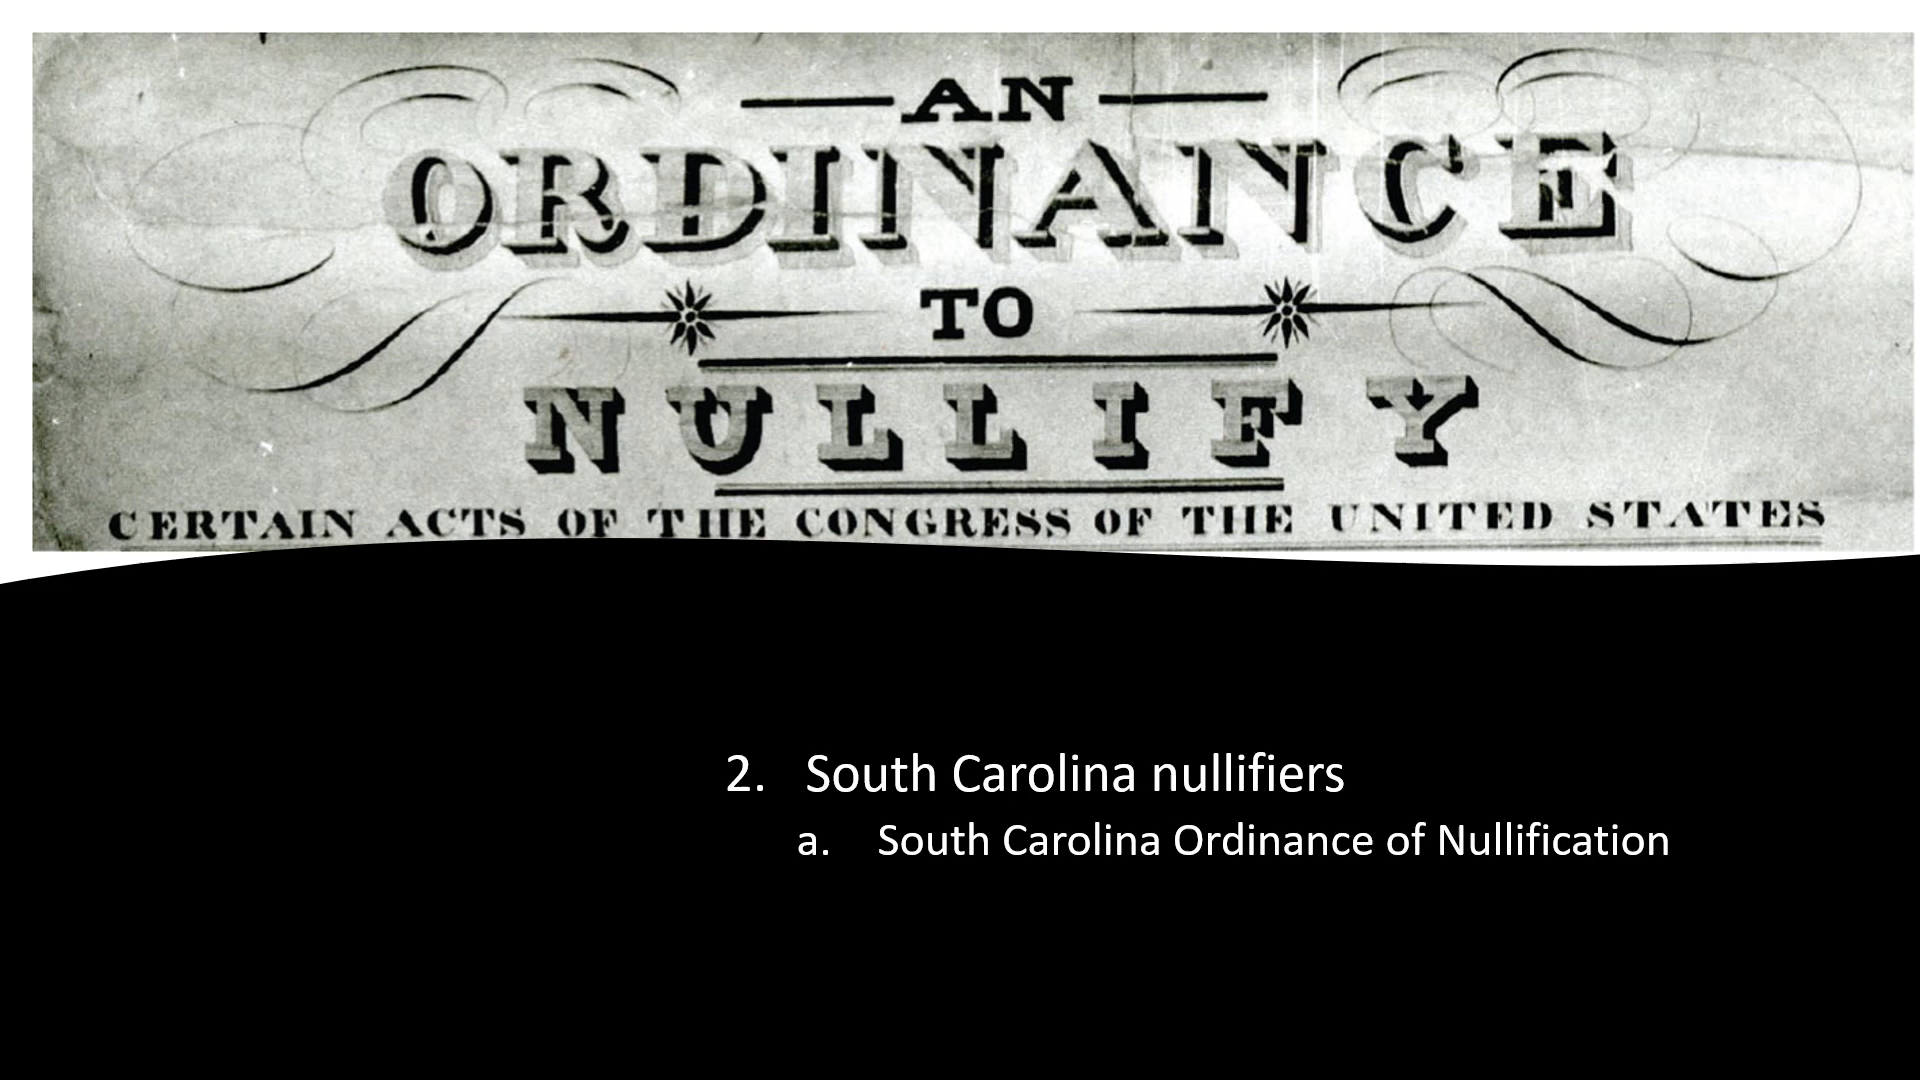 AN
ORDINANCE
TO
NULLIFY
CERTAIN ACTS OF THE CONGRESS OF THE UNITED STATES
2. South Carolina nullifiers
a. South Carolina Ordinance of Nullification